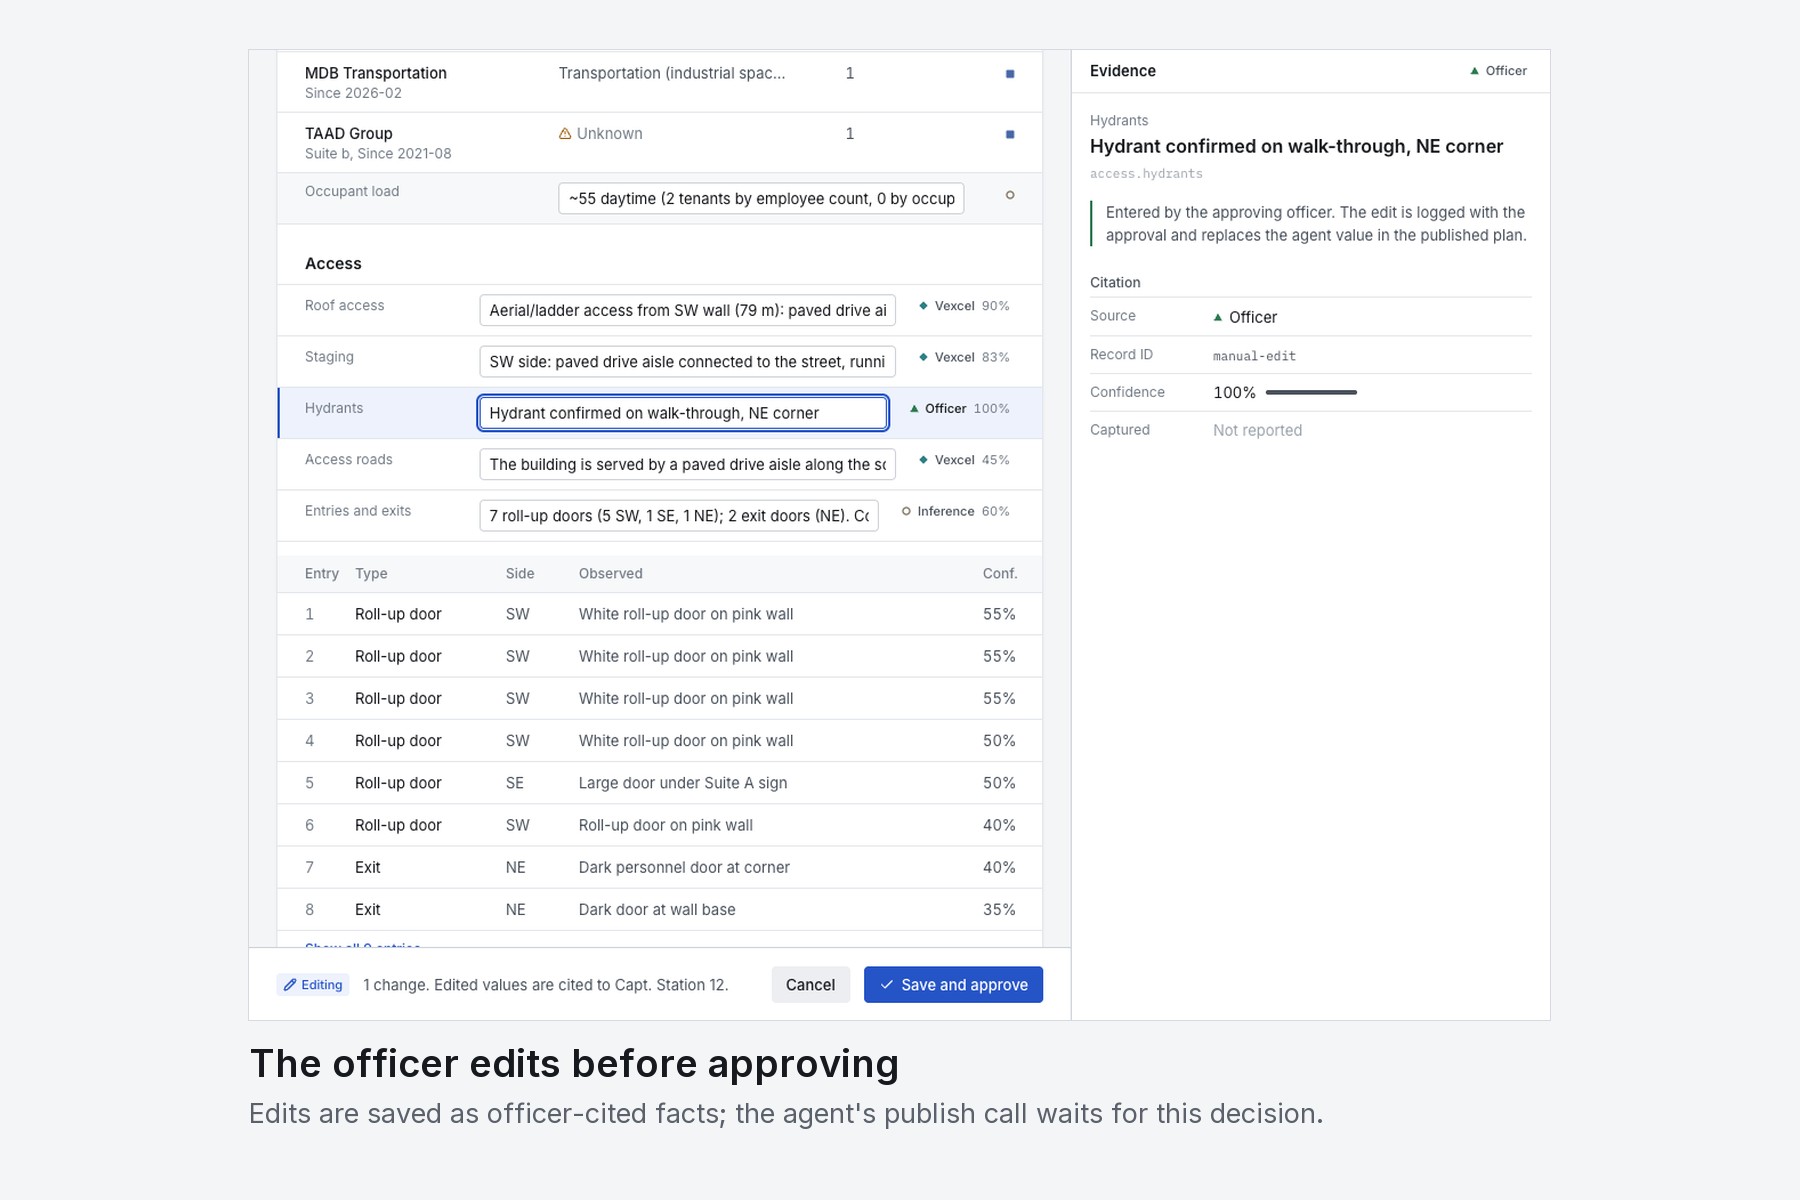 MDB Transportation Transportation (industrial spac... 1
Since 2026-02
TAAD Group Unknown 1
Suite b, Since 2021-08
Occupant load ~55 daytime (2 tenants by employee count, 0 by occup
Access
Roof access Aerial/ladder access from SW wall (79 m): paved drive ai Vexcel 90%
Staging SW side: paved drive aisle connected to the street, runni Vexcel 83%
Hydrants Hydrant confirmed on walk-through, NE corner Officer 100%
Access roads The building is served by a paved drive aisle along the so Vexcel 45%
Entries and exits 7 roll-up doors (5 SW, 1 SE, 1 NE); 2 exit doors (NE). Co Inference 60%
Entry Type Side Observed Conf.
1 Roll-up door SW White roll-up door on pink wall 55%
2 Roll-up door SW White roll-up door on pink wall 55%
3 Roll-up door SW White roll-up door on pink wall 55%
4 Roll-up door SW White roll-up door on pink wall 50%
5 Roll-up door SE Large door under Suite A sign 50%
6 Roll-up door SW Roll-up door on pink wall 40%
7 Exit NE Dark personnel door at corner 40%
8 Exit NE Dark door at wall base 35%
Show all 9 entries
Editing 1 change. Edited values are cited to Capt. Station 12. Cancel Save and approve
Evidence Officer
Hydrants
Hydrant confirmed on walk-through, NE corner
access.hydrants
Entered by the approving officer. The edit is logged with the
approval and replaces the agent value in the published plan.
Citation
Source Officer
Record ID manual-edit
Confidence 100%
Captured Not reported
The officer edits before approving
Edits are saved as officer-cited facts; the agent's publish call waits for this decision.